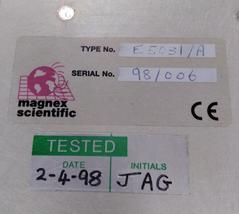 TYPE No. E5031/A
SERIAL No. 98/006
magnex
scientific
CE
TESTED
DATE INITIALS
2-4-98 JAG